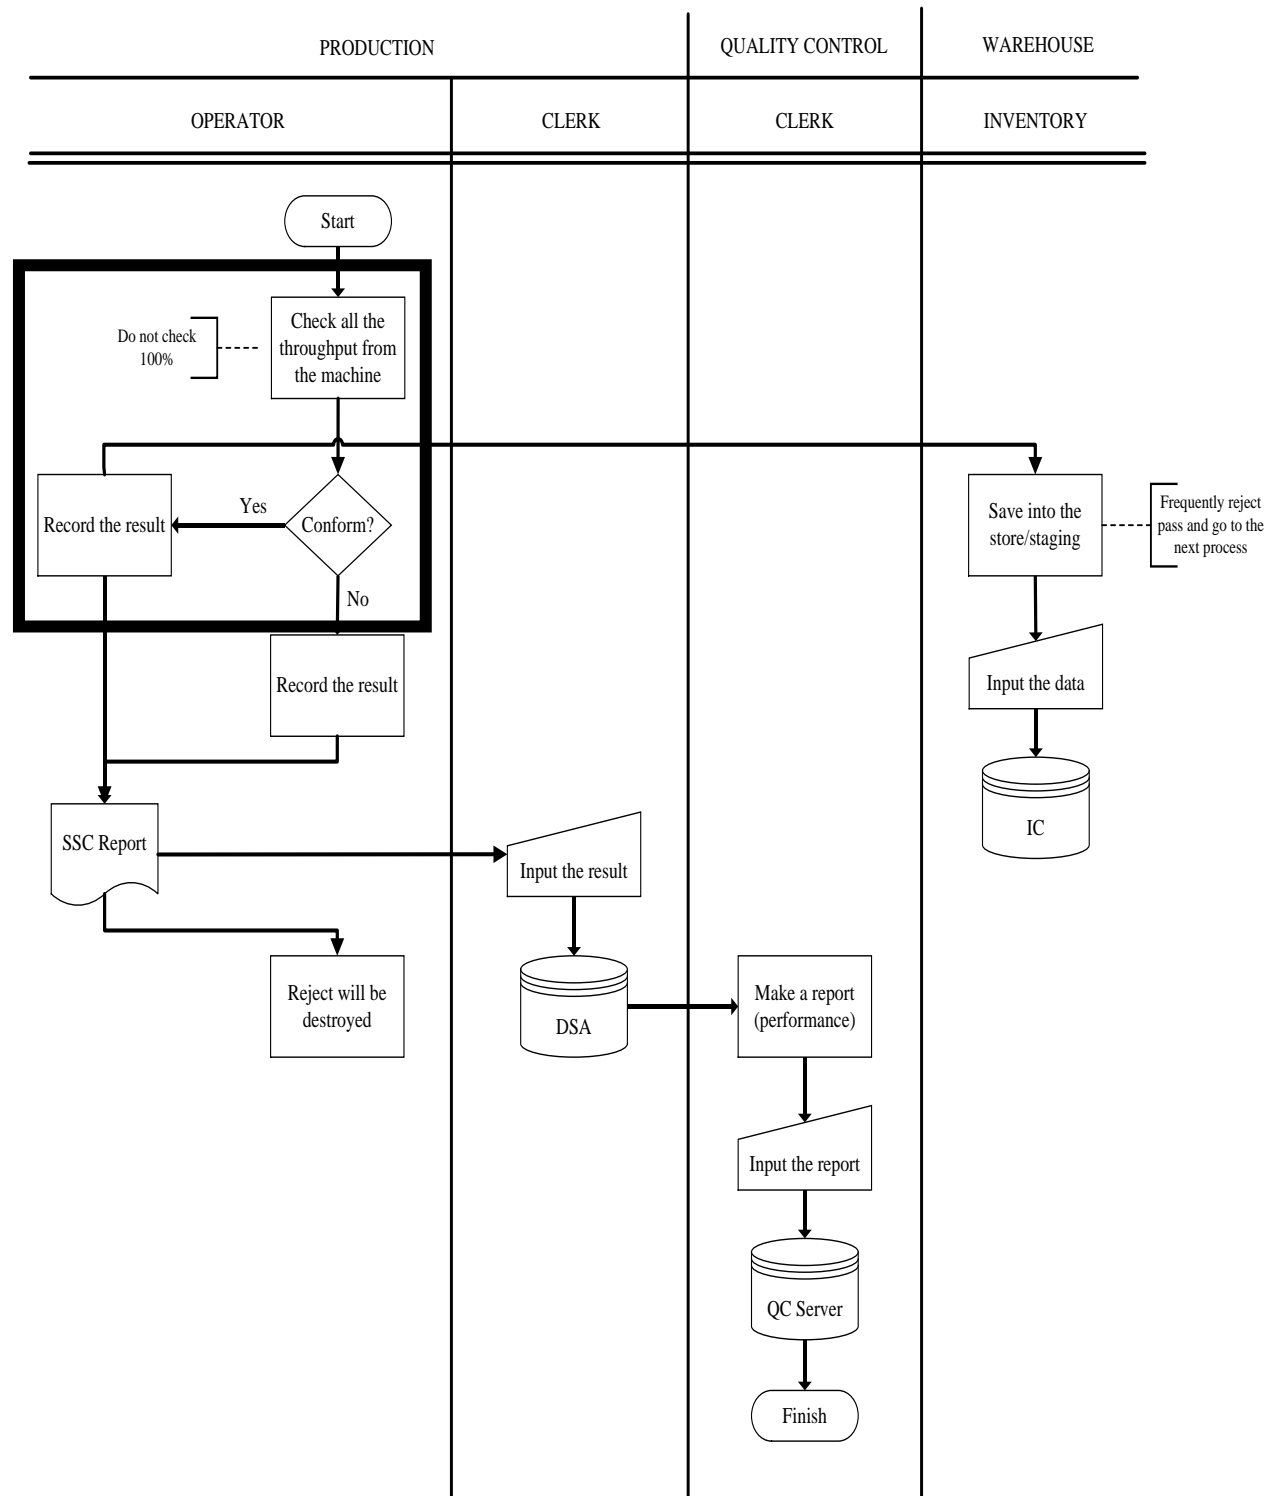 PRODUCTION
QUALITY CONTROL
WAREHOUSE
OPERATOR
CLERK
CLERK
INVENTORY
Start
Check all the
throughput from
the machine
Do not check
100%
Yes
Conform?
Record the result
No
Save into the
store/staging
Frequently reject
pass and go to the
next process
Record the result
Input the data
IC
SSC Report
Input the result
Reject will be
destroyed
DSA
Make a report
(performance)
Input the report
QC Server
Finish